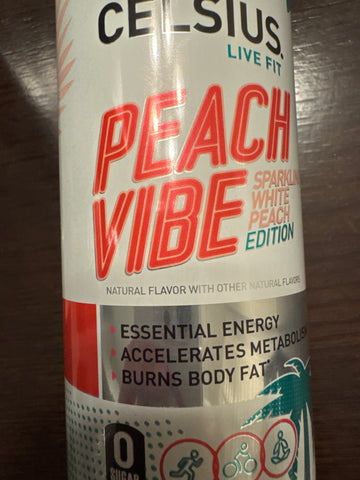 CELSIUS.
LIVE FIT
PEACH
VIBE
SPARKLIN
WHITE
PEACH
EDITION
NATURAL FLAVOR WITH OTHER NATURAL FLAVORS
ESSENTIAL ENERGY
ACCELERATES METABOLISM
BURNS BODY FAT*
0
SUGAR